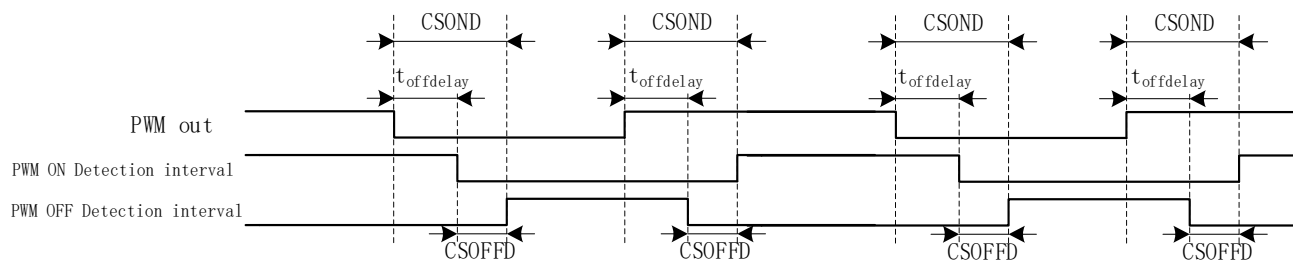 CSOND CSOND CSOND CSOND
toffdelay toffdelay toffdelay toffdelay
PWM out
PWM ON Detection interval
PWM OFF Detection interval
CSOFFD CSOFFD CSOFFD CSOFFD